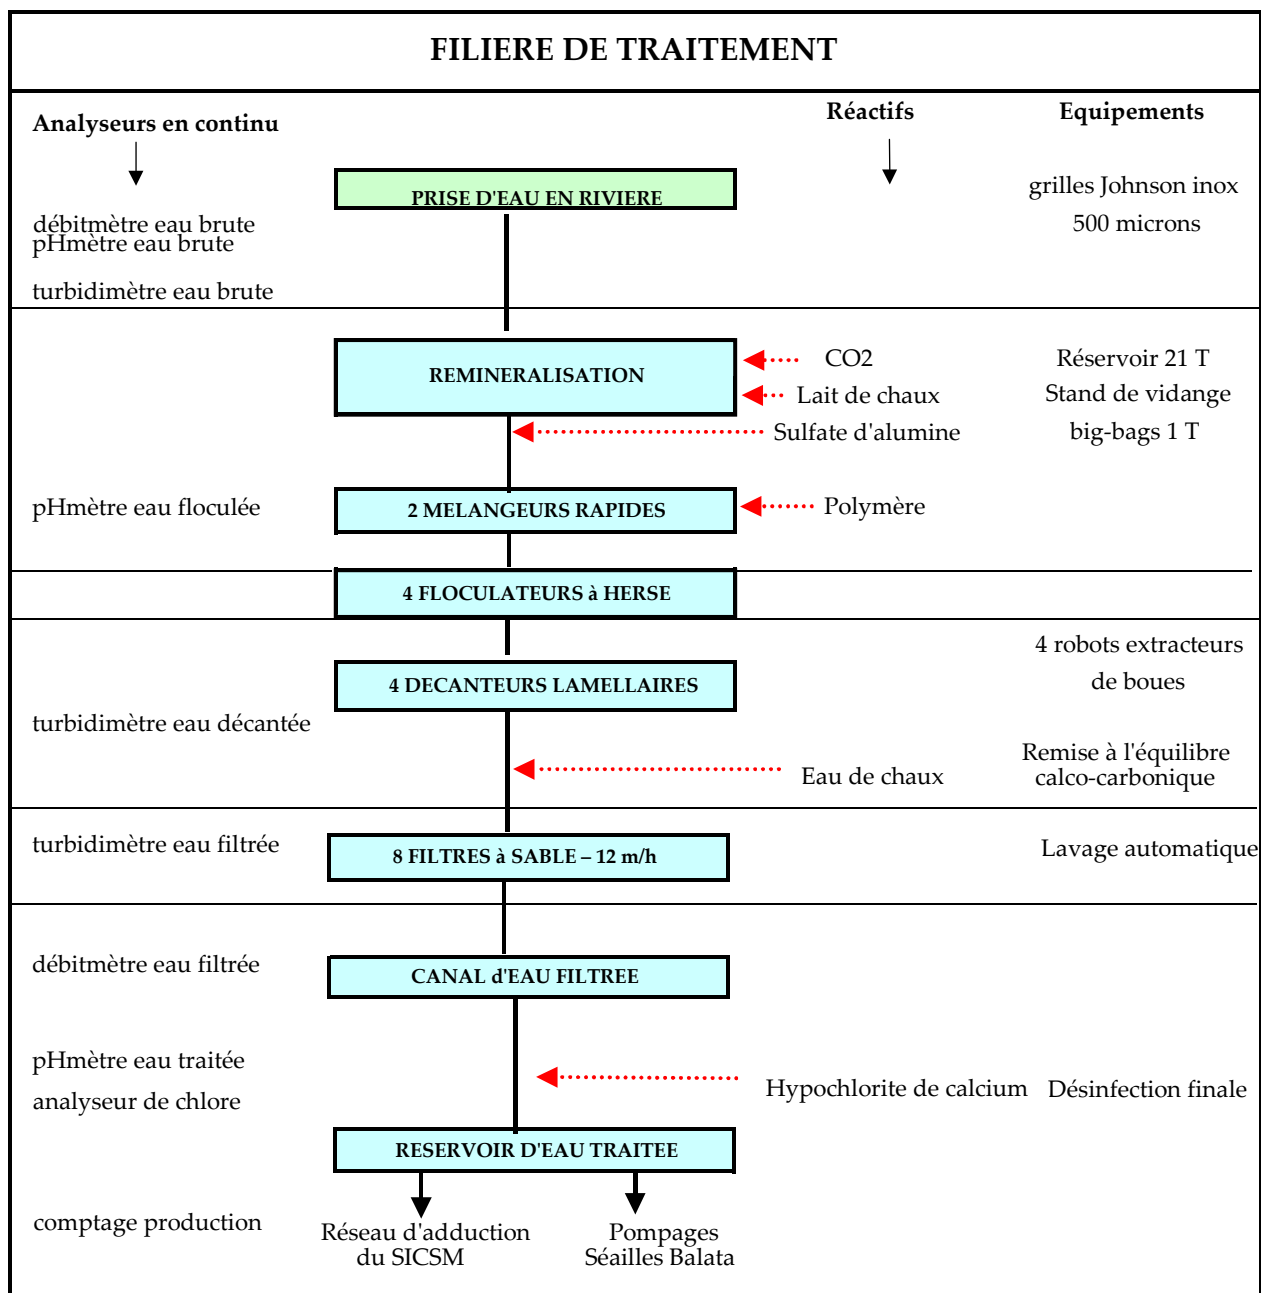 FILIERE DE TRAITEMENT
Analyseurs en continu
Réactifs
Equipements
PRISE D'EAU EN RIVIERE
grilles Johnson inox
500 microns
débitmètre eau brute
pHmètre eau brute
turbidimètre eau brute
REMINERALISATION
CO2
Réservoir 21 T
Lait de chaux
Stand de vidange
Sulfate d'alumine
big-bags 1 T
pHmètre eau floculée
2 MELANGEURS RAPIDES
Polymère
4 FLOCULATEURS à HERSE
4 robots extracteurs
de boues
4 DECANTEURS LAMELLAIRES
turbidimètre eau décantée
Eau de chaux
Remise à l'équilibre
calco-carbonique
turbidimètre eau filtrée
8 FILTRES à SABLE – 12 m/h
Lavage automatique
débitmètre eau filtrée
CANAL d'EAU FILTREE
pHmètre eau traitée
analyseur de chlore
Hypochlorite de calcium
Désinfection finale
RESERVOIR D'EAU TRAITEE
comptage production
Réseau d'adduction
du SICSM
Pompages
Séailles Balata